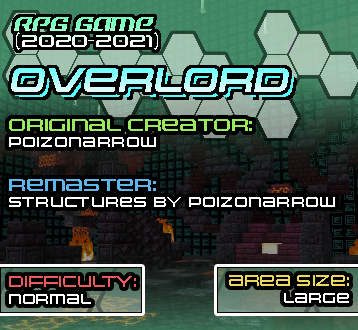 RPG GAME
(2020-2021)
OVERLORD
ORIGINAL CREATOR:
POIZONARROW
REMASTER:
STRUCTURES BY POIZONARROW
DIFFICULTY:
NORMAL
AREA SIZE:
LARGE